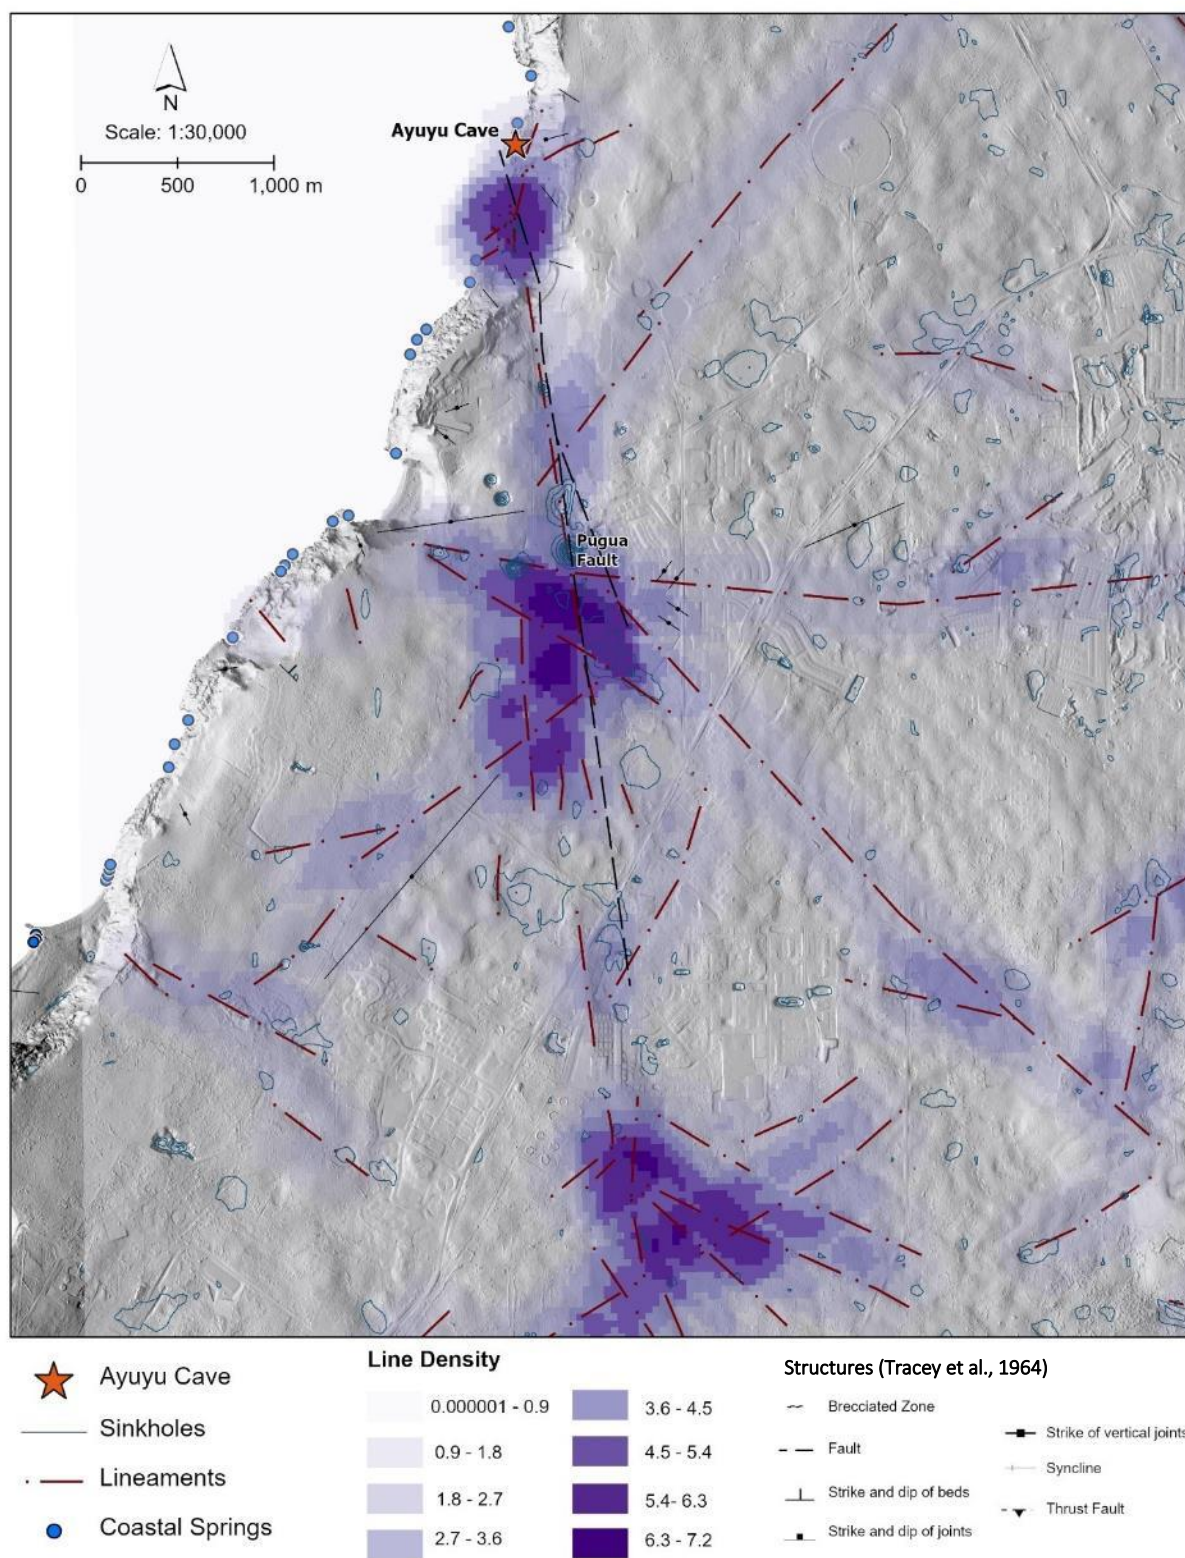 N
Scale: 1:30,000
0 500 1,000 m
Ayuyu Cave
Pugua
Fault
Ayuyu Cave
Sinkholes
Lineaments
Coastal Springs
Line Density
0.000001 - 0.9
0.9 - 1.8
1.8 - 2.7
2.7 - 3.6
3.6 - 4.5
4.5 - 5.4
5.4- 6.3
6.3 - 7.2
Structures (Tracey et al., 1964)
Brecciated Zone
Fault
Strike and dip of beds
Strike and dip of joints
Strike of vertical joints
Syncline
Thrust Fault